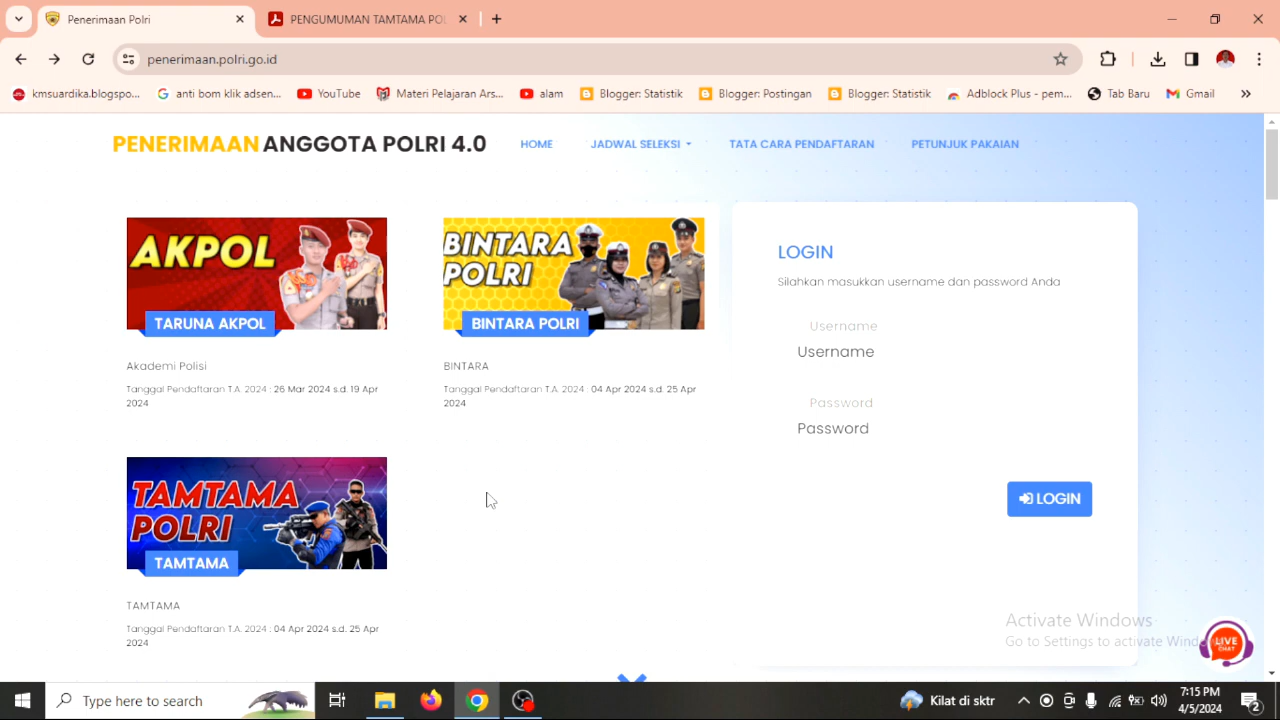 Penerimaan Polri
PENGUMUMAN TAMTAMA POL
penerimaan.polri.go.id
kmsuardika.blogspo...
anti bom klik adsen...
YouTube
Materi Pelajaran Ars...
alam
Blogger: Statistik
Blogger: Postingan
Blogger: Statistik
Adblock Plus - pem...
Tab Baru
Gmail
PENERIMAAN ANGGOTA POLRI 4.0
HOME
JADWAL SELEKSI
TATA CARA PENDAFTARAN
PETUNJUK PAKAIAN
AKPOL
TARUNA AKPOL
Akademi Polisi
Tanggal Pendaftaran T.A. 2024 : 26 Mar 2024 s.d. 19 Apr
2024
BINTARA
POLRI
BINTARA POLRI
BINTARA
Tanggal Pendaftaran T.A. 2024 : 04 Apr 2024 s.d. 25 Apr
2024
TAMTAMA
POLRI
TAMTAMA
TAMTAMA
Tanggal Pendaftaran T.A. 2024 : 04 Apr 2024 s.d. 25 Apr
2024
LOGIN
Silahkan masukkan username dan password Anda
Username
Username
Password
Password
LOGIN
Activate Windows
Go to Settings to activate Windows
LIVE
CHAT
Type here to search
Kilat di sktr
7:15 PM
4/5/2024
2